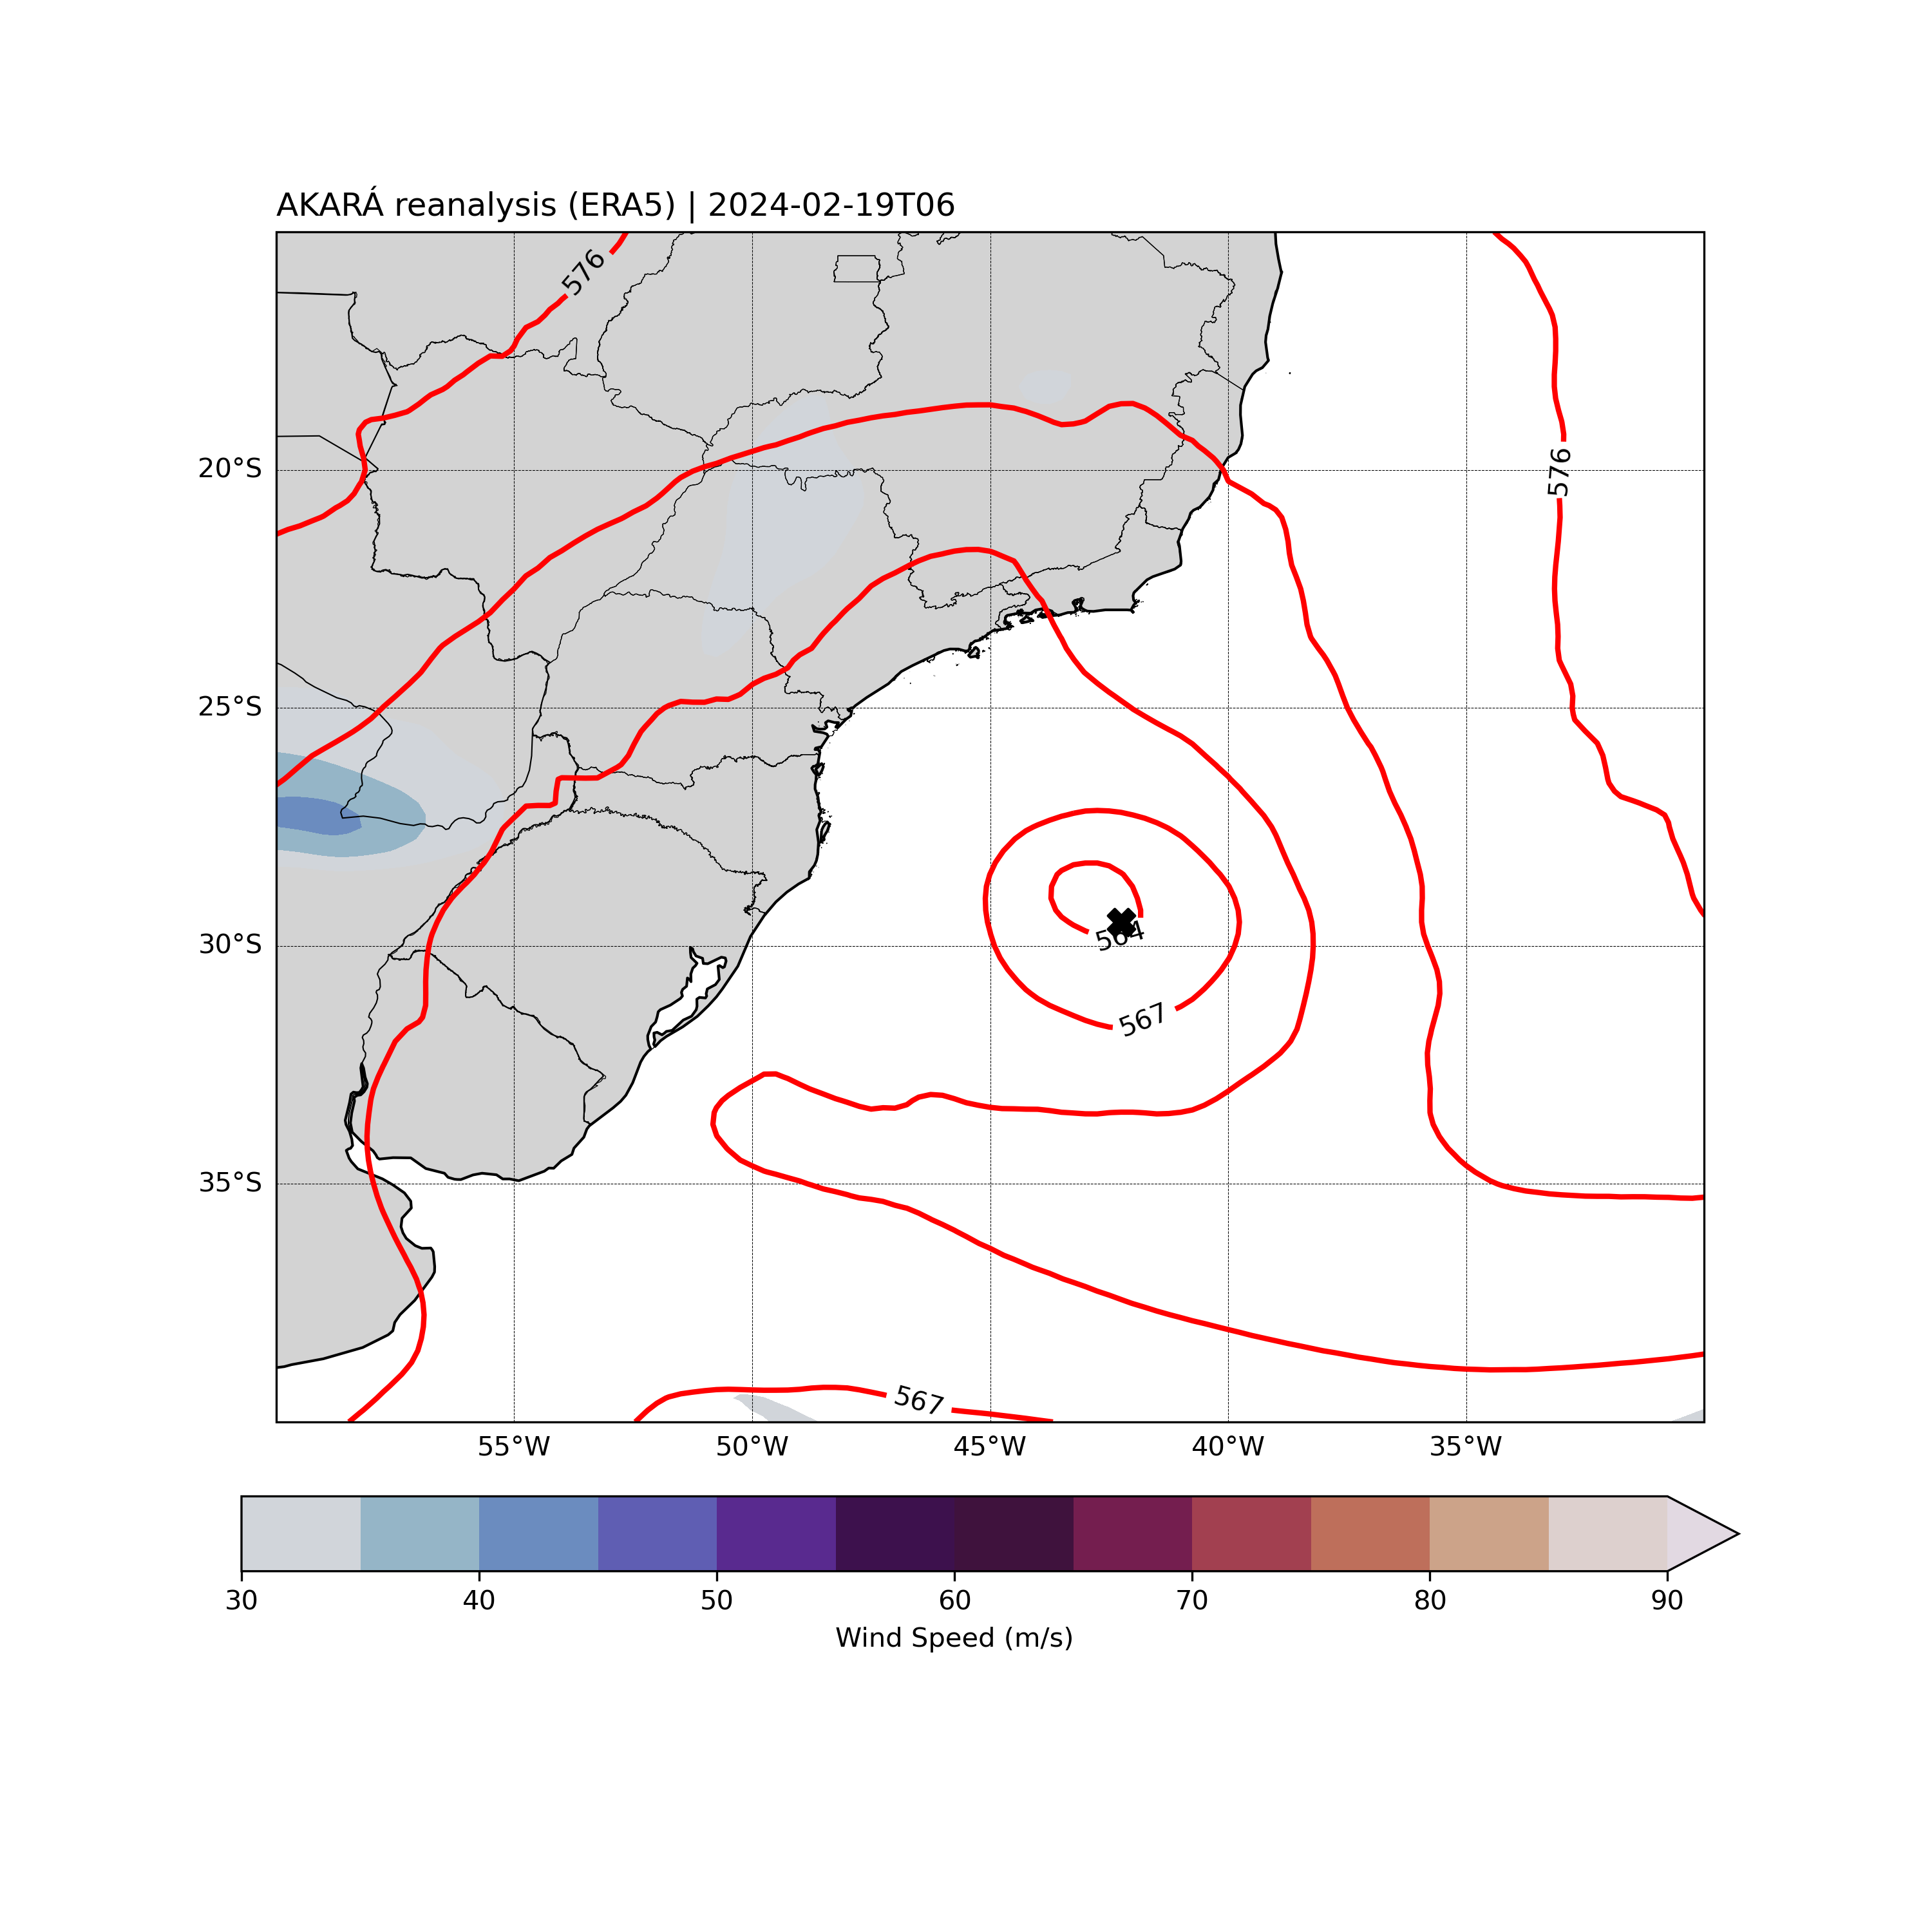 AKARÁ reanalysis (ERA5) | 2024-02-19T06
576
576
20°S
25°S
564
30°S
567
35°S
567
55°W 50°W 45°W 40°W 35°W
30 40 50 60 70 80 90
Wind Speed (m/s)